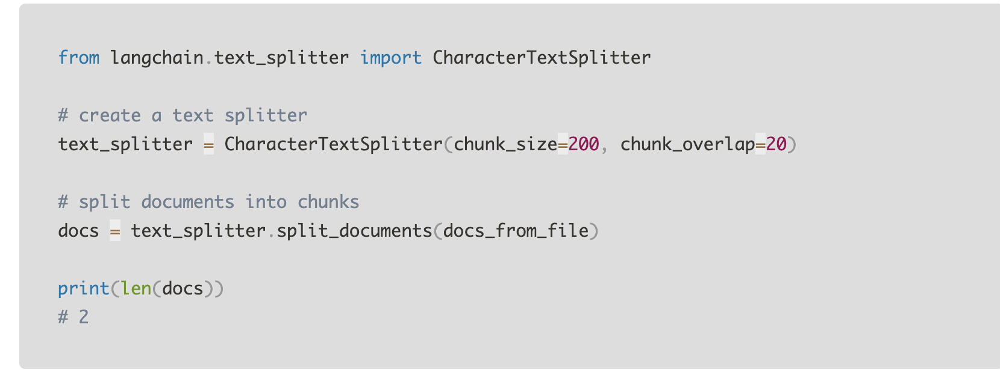 from langchain.text_splitter import CharacterTextSplitter
# create a text splitter
text_splitter = CharacterTextSplitter(chunk_size=200, chunk_overlap=20)
# split documents into chunks
docs = text_splitter.split_documents(docs_from_file)
print(len(docs))
# 2